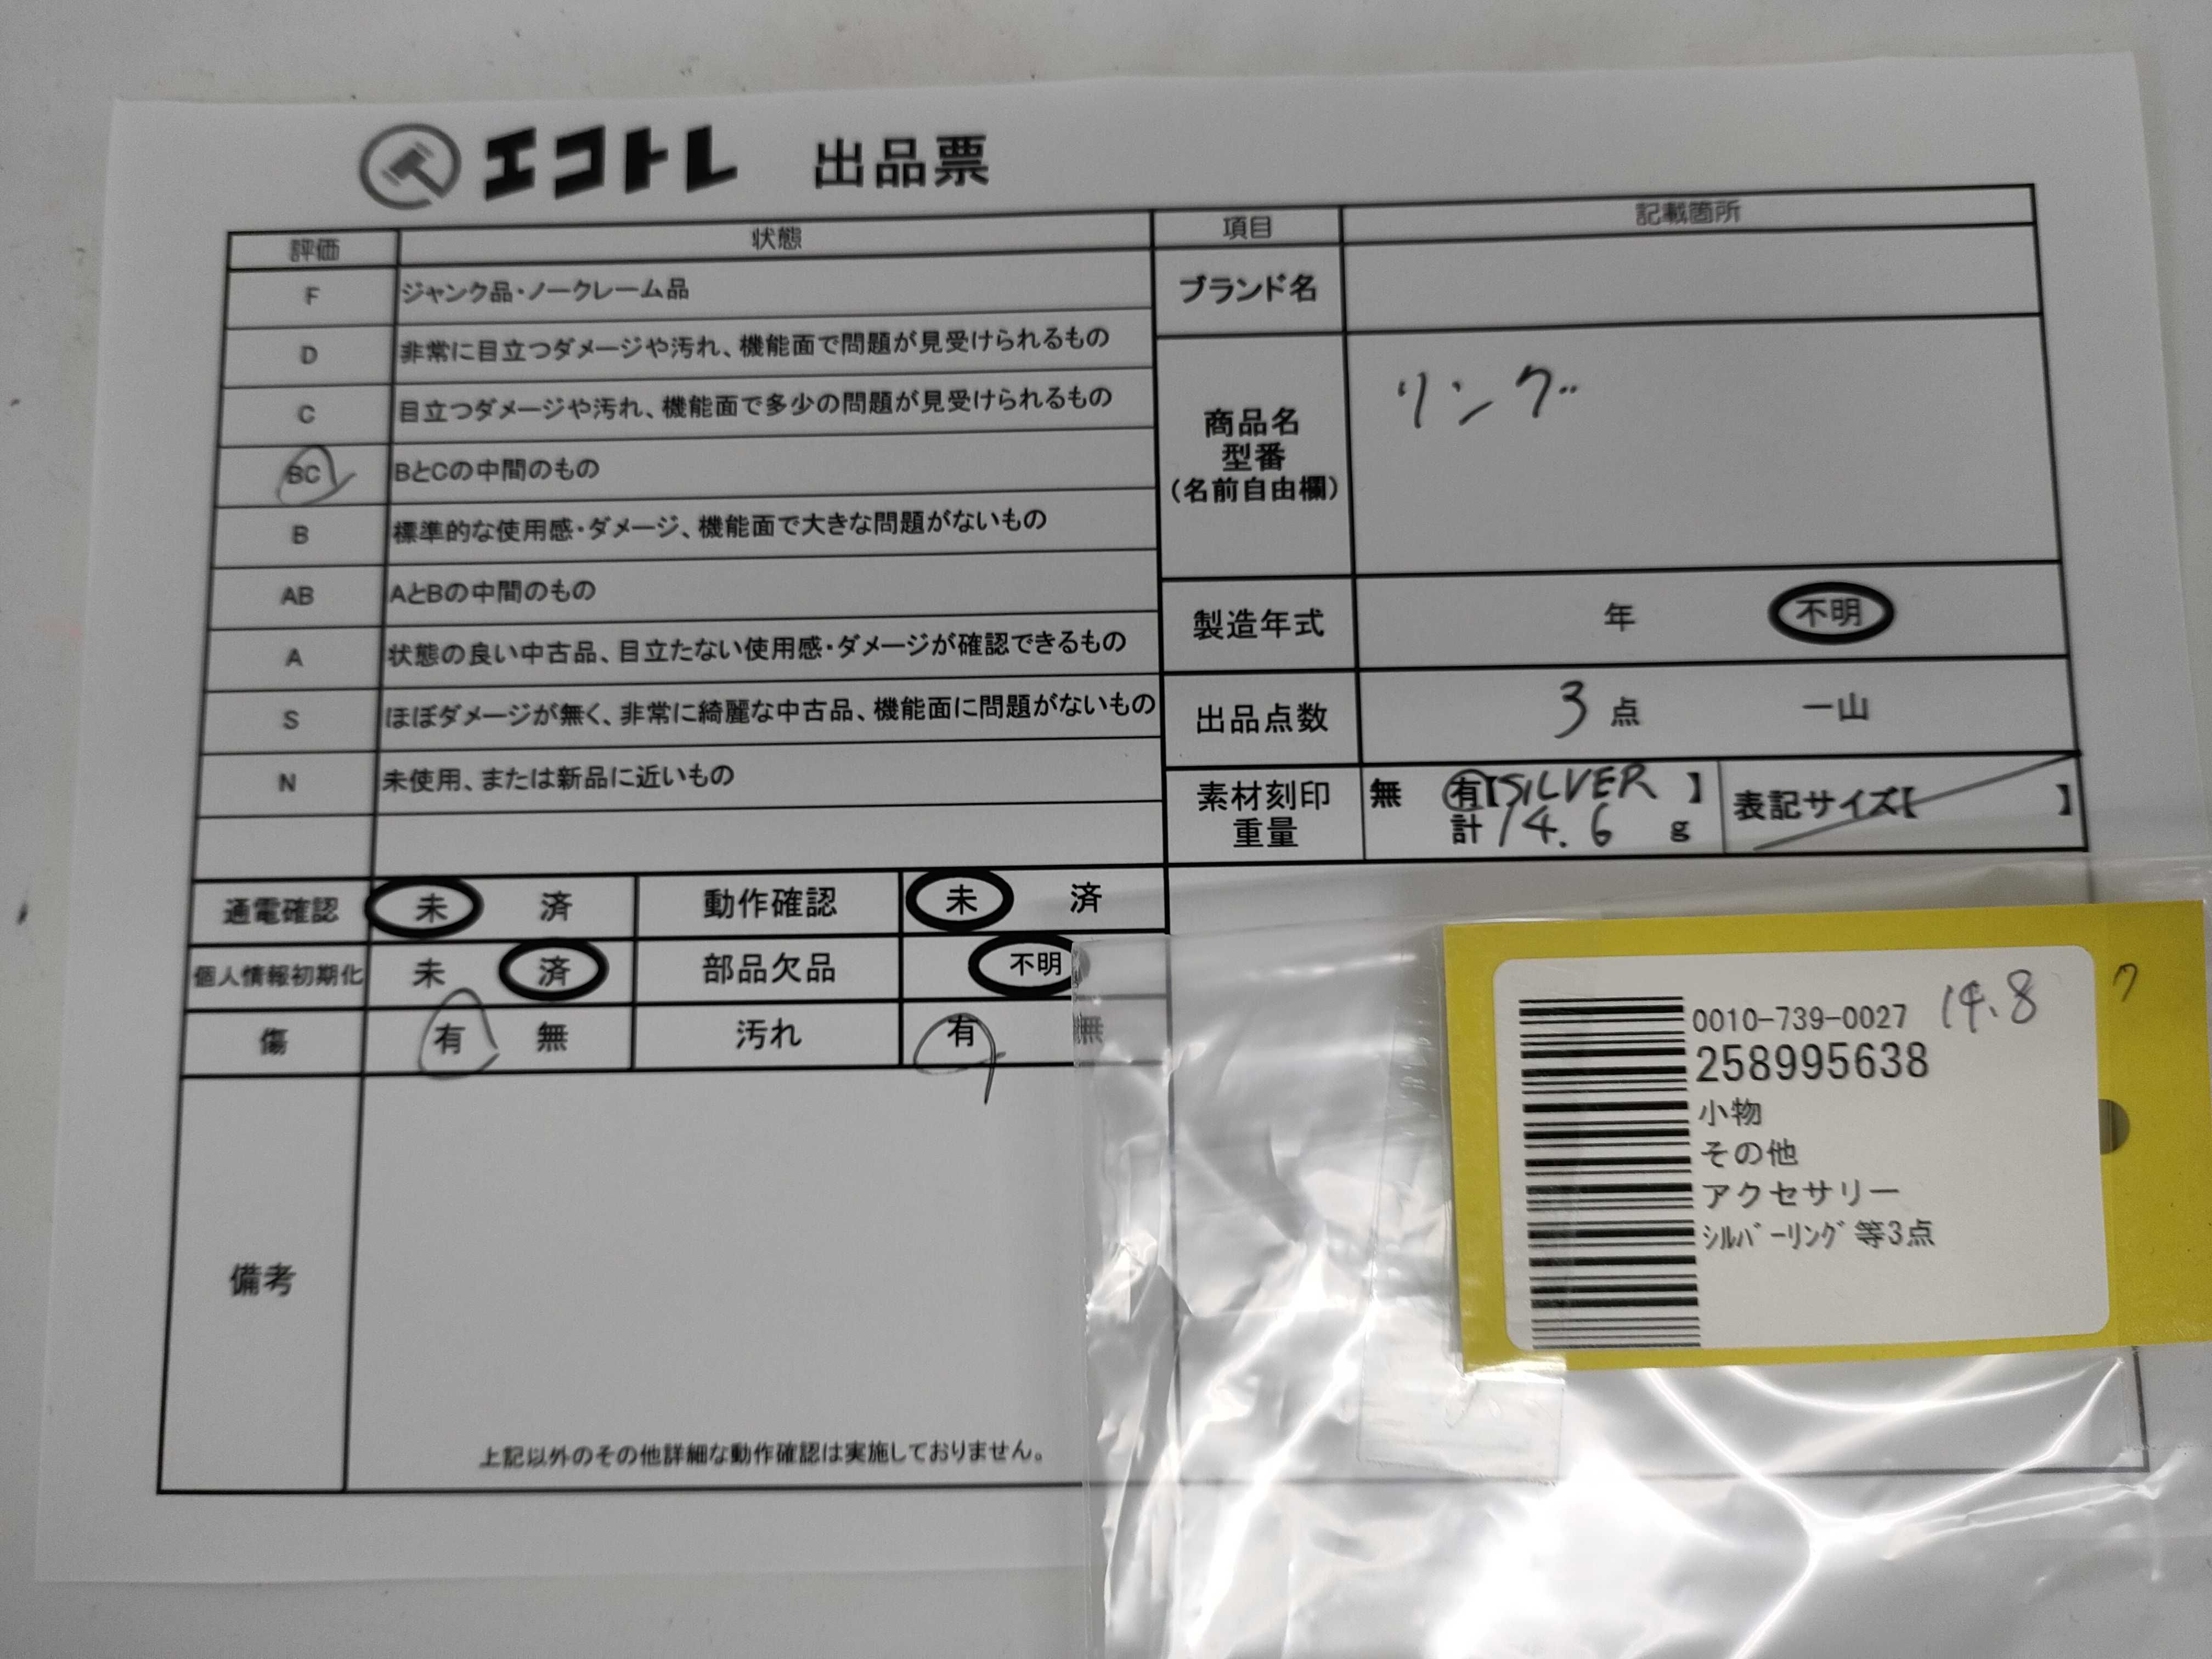 エコトレ 出品票
評価 状態 項目 記載箇所
F ジャンク品・ノークレーム品
D 非常に目立つダメージや汚れ、機能面で問題が見受けられるもの
C 目立つダメージや汚れ、機能面で多少の問題が見受けられるもの
BC BとCの中間のもの
B 標準的な使用感・ダメージ、機能面で大きな問題がないもの
AB AとBの中間のもの
A 状態の良い中古品、目立たない使用感・ダメージが確認できるもの
S ほぼダメージが無く、非常に綺麗な中古品、機能面に問題がないもの
N 未使用、または新品に近いもの
ブランド名
商品名
型番
(名前自由欄)
リング
製造年式 年 不明
出品点数 3 点 一山
素材刻印
重量
無 有【SILVER】
計 14.6 g
表記サイズ【 】
通電確認 未 済 動作確認 未 済
個人情報初期化 未 済 部品欠品 不明
傷 有 無 汚れ 有 無
備考
上記以外のその他詳細な動作確認は実施しておりません。
0010-739-0027 14.8
258995638
小物
その他
アクセサリー
ｼﾙﾊﾞｰﾘﾝｸﾞ等3点